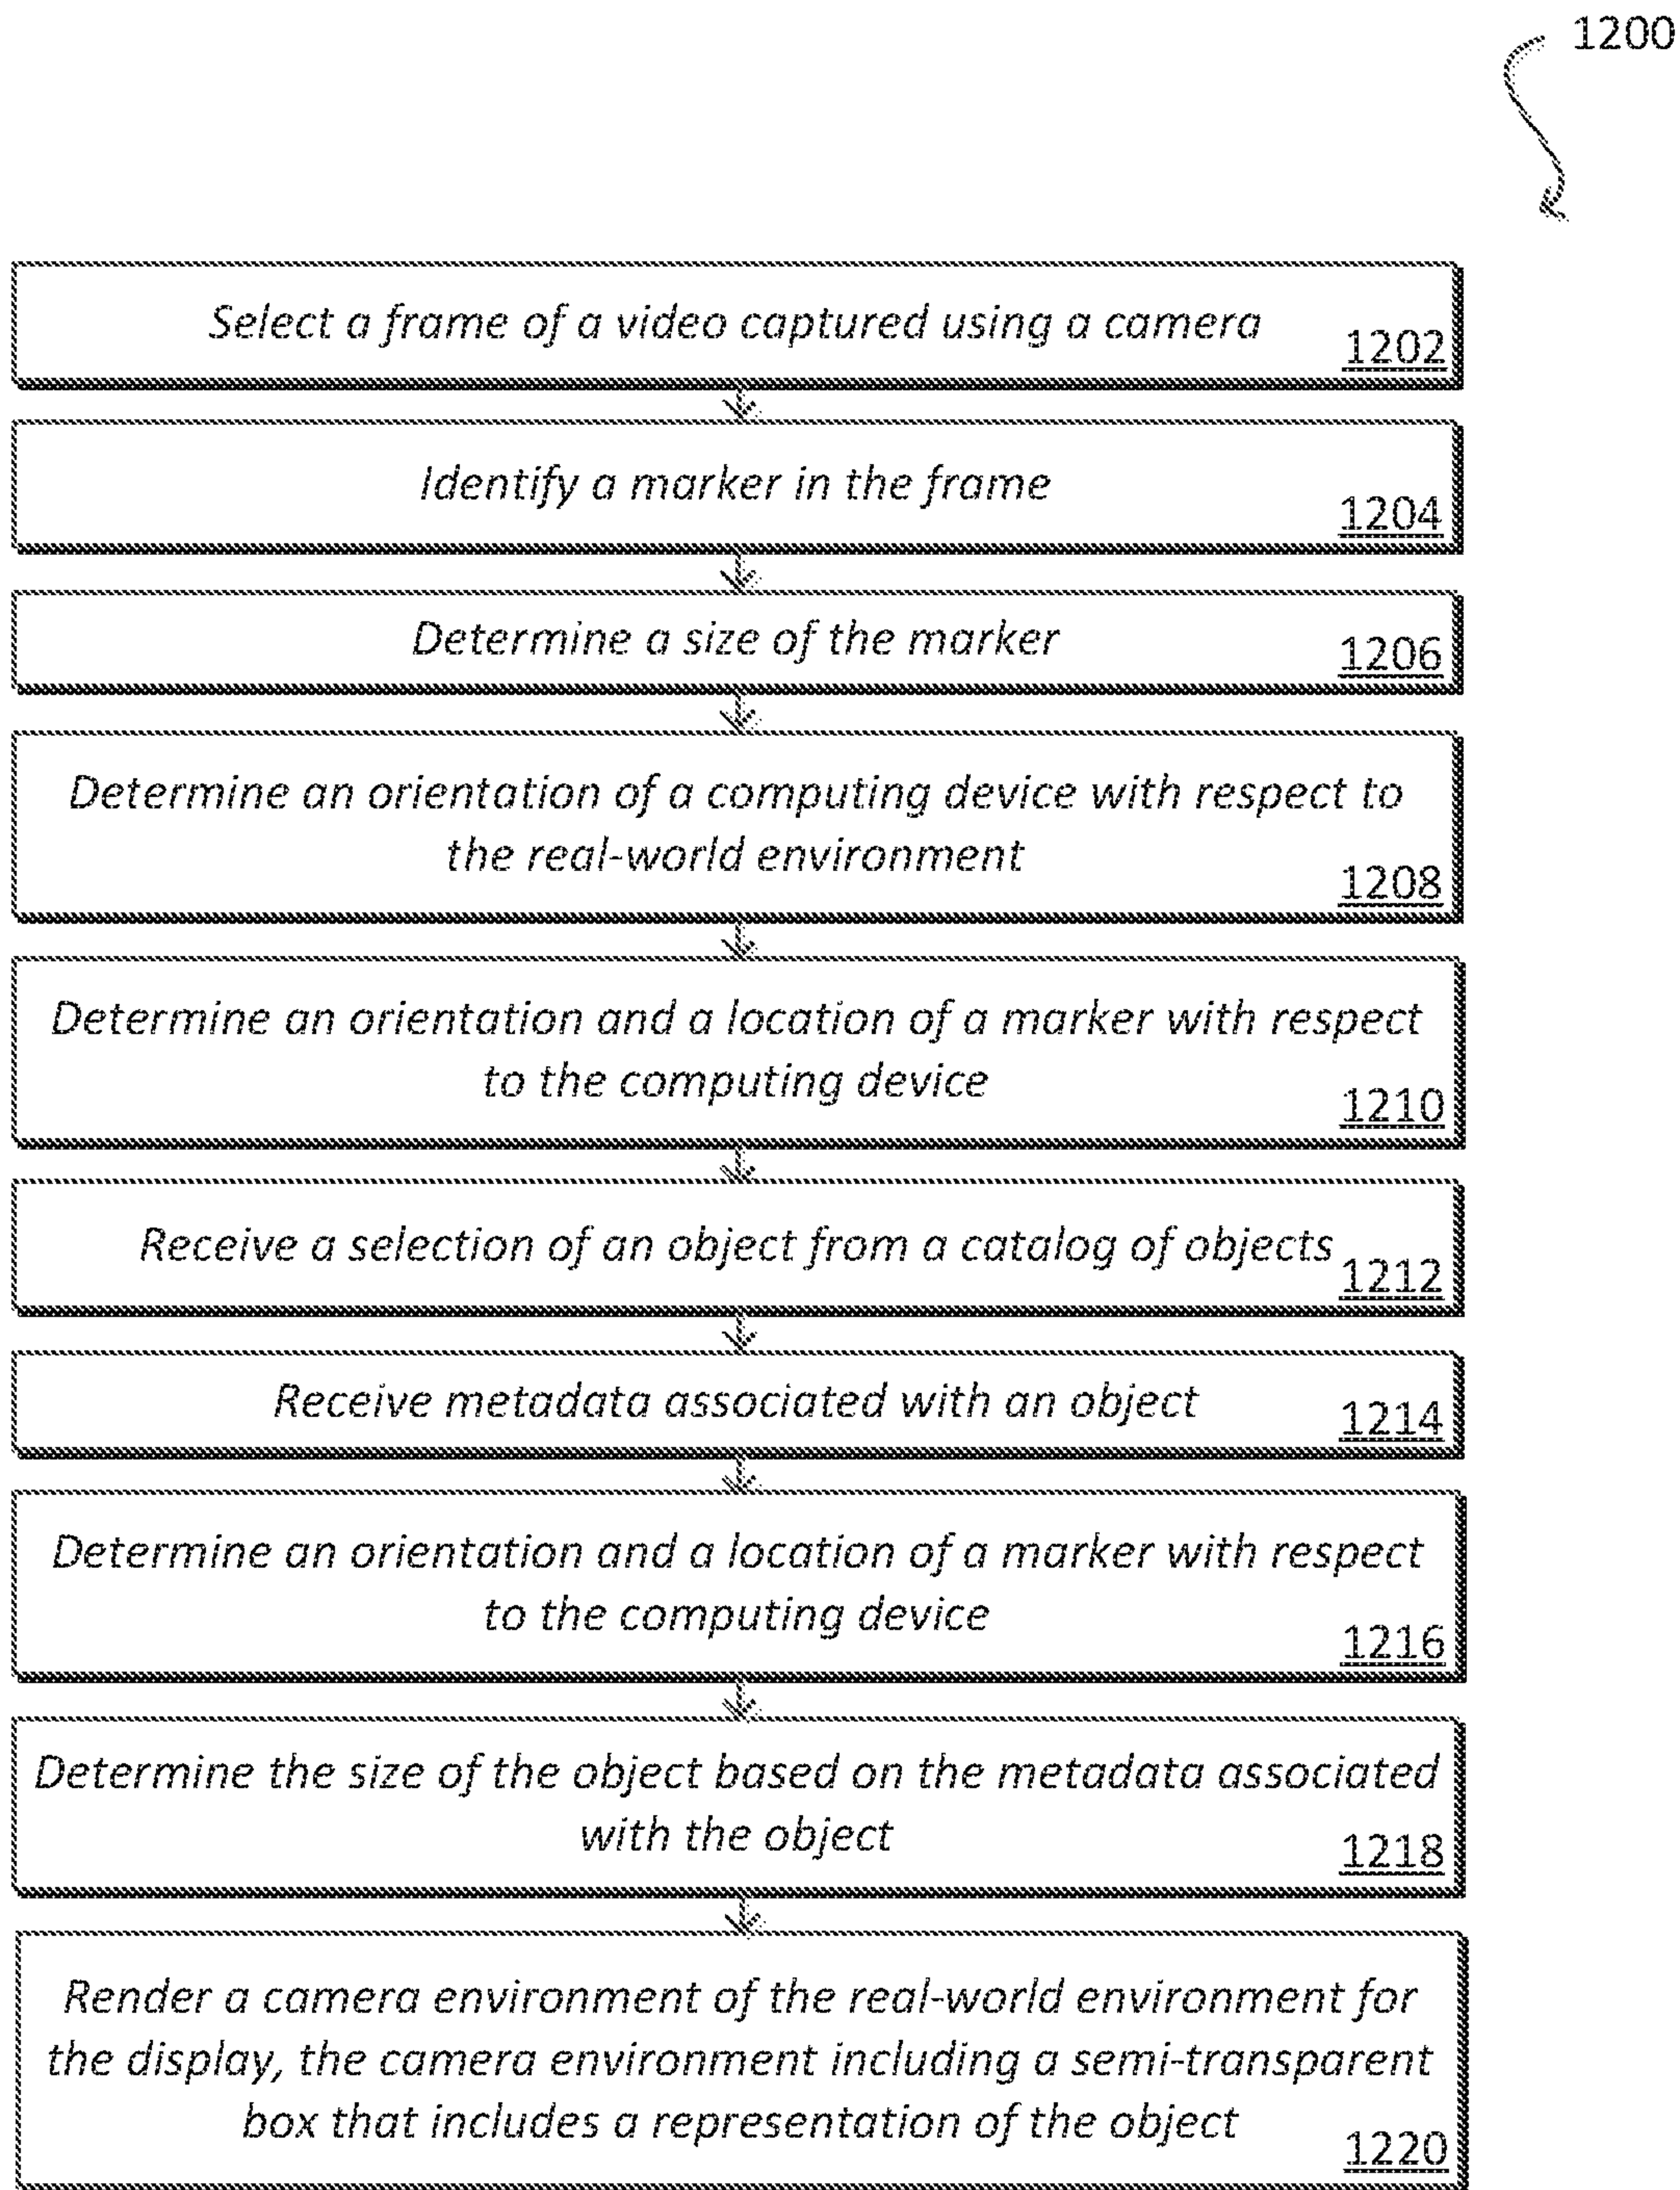 1200
Select a frame of a video captured using a camera
1202
Identify a marker in the frame
1204
Determine a size of the marker
1206
Determine an orientation of a computing device with respect to
the real-world environment
1208
Determine an orientation and a location of a marker with respect
to the computing device
1210
Receive a selection of an object from a catalog of objects
1212
Receive metadata associated with an object
1214
Determine an orientation and a location of a marker with respect
to the computing device
1216
Determine the size of the object based on the metadata associated
with the object
1218
Render a camera environment of the real-world environment for
the display, the camera environment including a semi-transparent
box that includes a representation of the object
1220